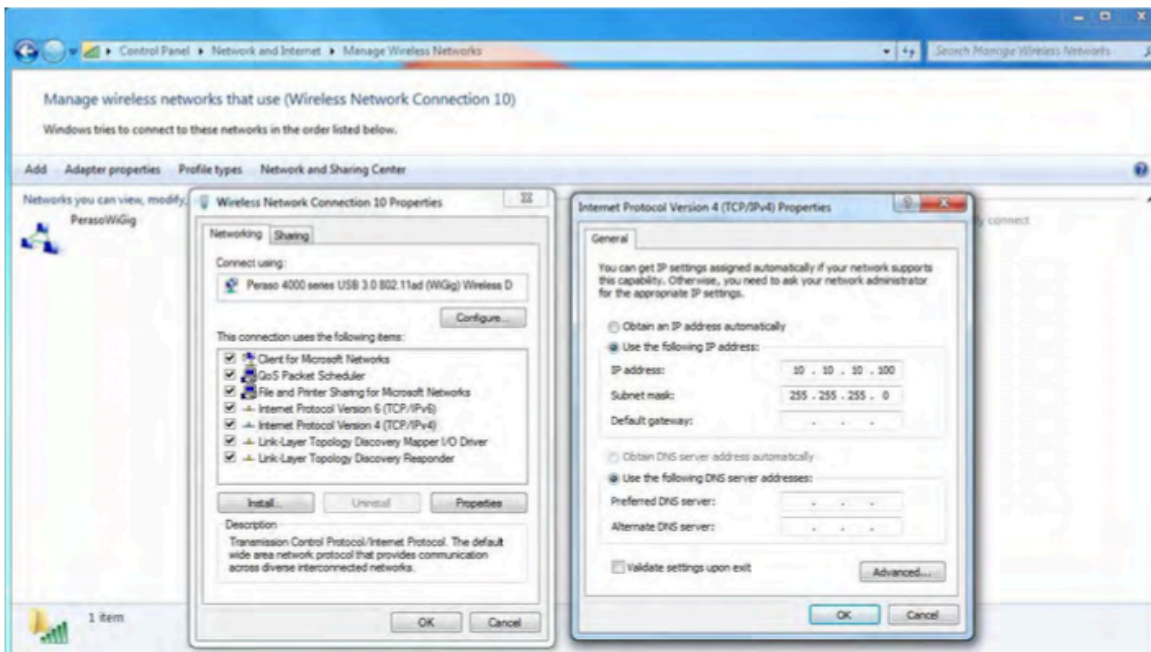 Control Panel ▸ Network and Internet ▸ Manage Wireless Networks
Search Manage Wireless Networks
Manage wireless networks that use (Wireless Network Connection 10)
Windows tries to connect to these networks in the order listed below.
Add Adapter properties Profile types Network and Sharing Center
Networks you can view, modify,
PerasoWiGig
connect
1 item
Wireless Network Connection 10 Properties
Networking Sharing
Connect using:
Peraso 4000 series USB 3.0 802.11ad (WiGig) Wireless D
Configure...
This connection uses the following items:
Client for Microsoft Networks
QoS Packet Scheduler
File and Printer Sharing for Microsoft Networks
Internet Protocol Version 6 (TCP/IPv6)
Internet Protocol Version 4 (TCP/IPv4)
Link-Layer Topology Discovery Mapper I/O Driver
Link-Layer Topology Discovery Responder
Install... Uninstall Properties
Description
Transmission Control Protocol/Internet Protocol. The default
wide area network protocol that provides communication
across diverse interconnected networks.
OK Cancel
Internet Protocol Version 4 (TCP/IPv4) Properties
General
You can get IP settings assigned automatically if your network supports
this capability. Otherwise, you need to ask your network administrator
for the appropriate IP settings.
Obtain an IP address automatically
Use the following IP address:
IP address: 10 . 10 . 10 . 100
Subnet mask: 255 . 255 . 255 . 0
Default gateway: . . .
Obtain DNS server address automatically
Use the following DNS server addresses:
Preferred DNS server: . . .
Alternate DNS server: . . .
Validate settings upon exit
Advanced...
OK Cancel